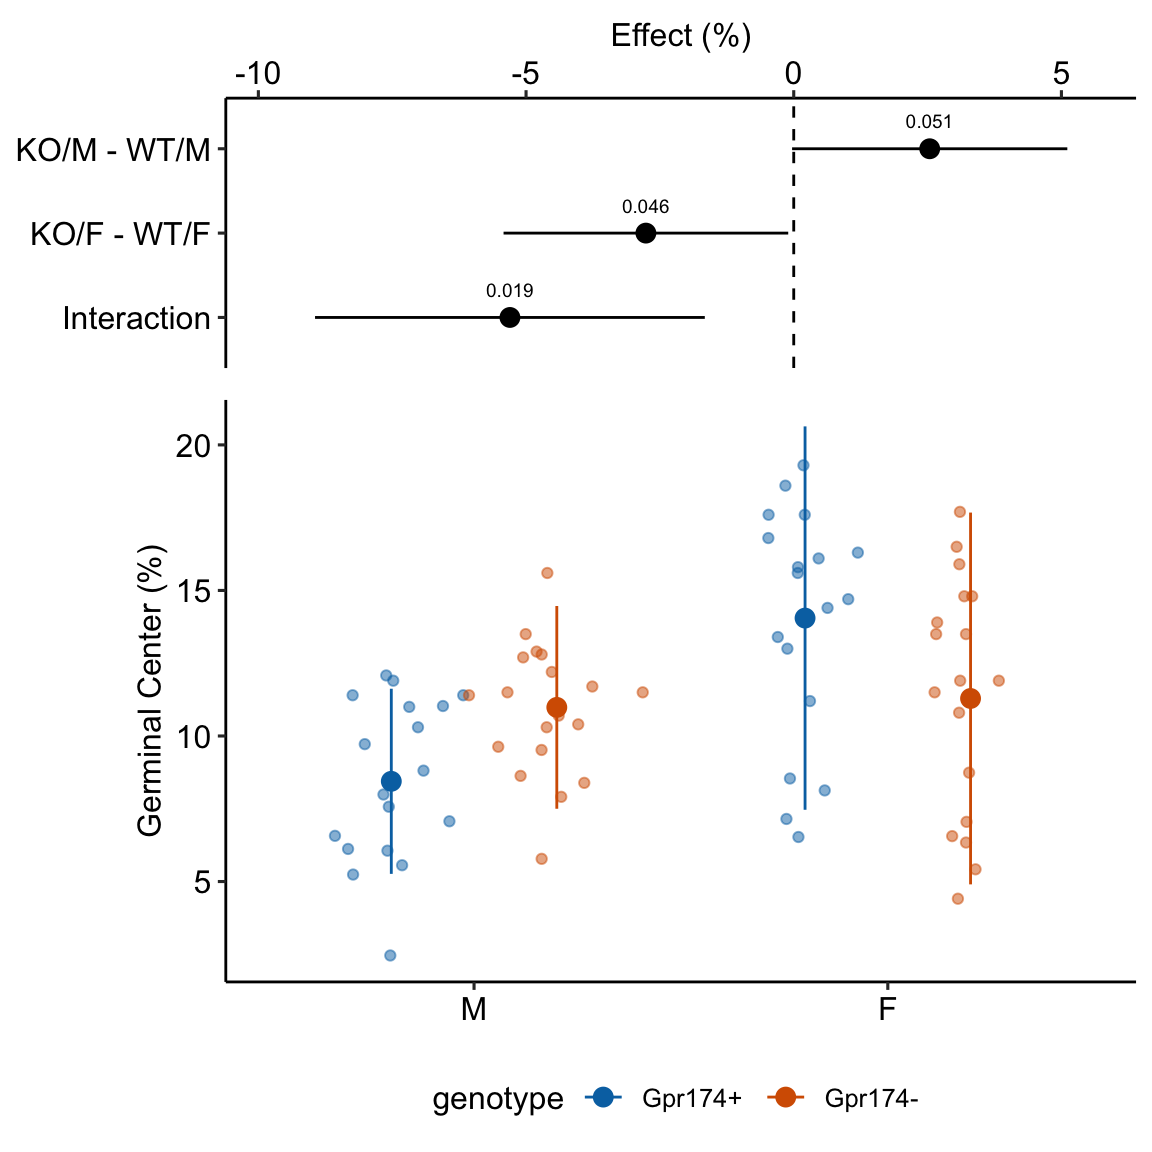 Effect (%)
-10 -5 0 5
0.051
KO/M - WT/M
0.046
KO/F - WT/F
0.019
Interaction
20
15
10
5
Germinal Center (%)
M F
genotype Gpr174+ Gpr174-